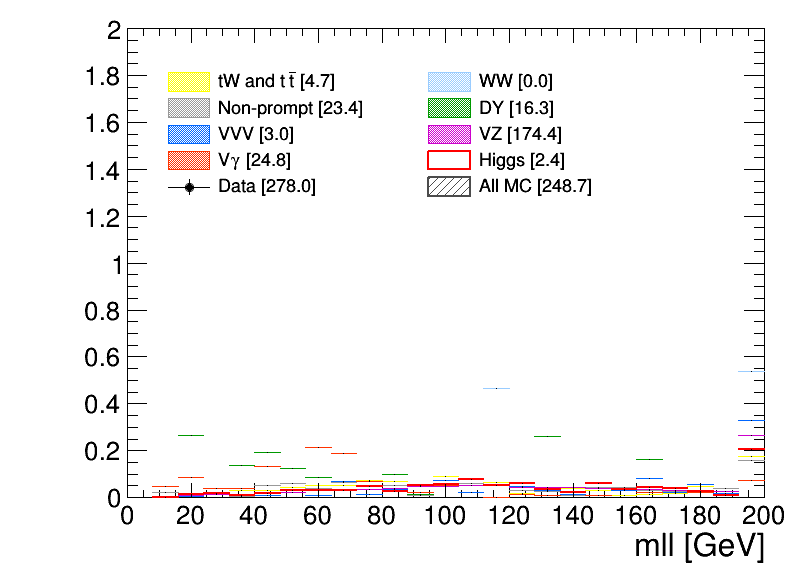 2
1.8
1.6
1.4
1.2
1
0.8
0.6
0.4
0.2
0
tW and t t̄ [4.7]
WW [0.0]
Non-prompt [23.4]
DY [16.3]
VVV [3.0]
VZ [174.4]
Vγ [24.8]
Higgs [2.4]
Data [278.0]
All MC [248.7]
0 20 40 60 80 100 120 140 160 180 200
mll [GeV]